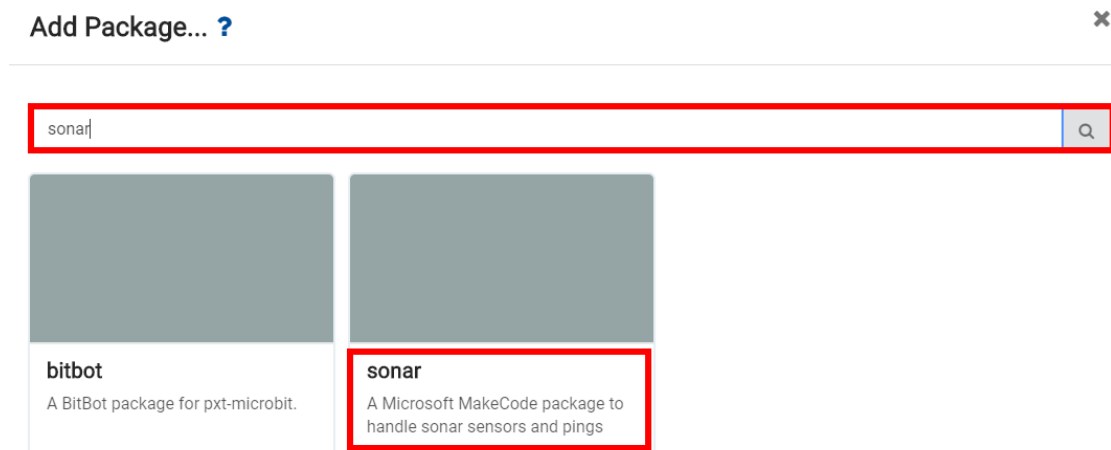 Add Package... ?
sonar
bitbot
A BitBot package for pxt-microbit.
sonar
A Microsoft MakeCode package to
handle sonar sensors and pings